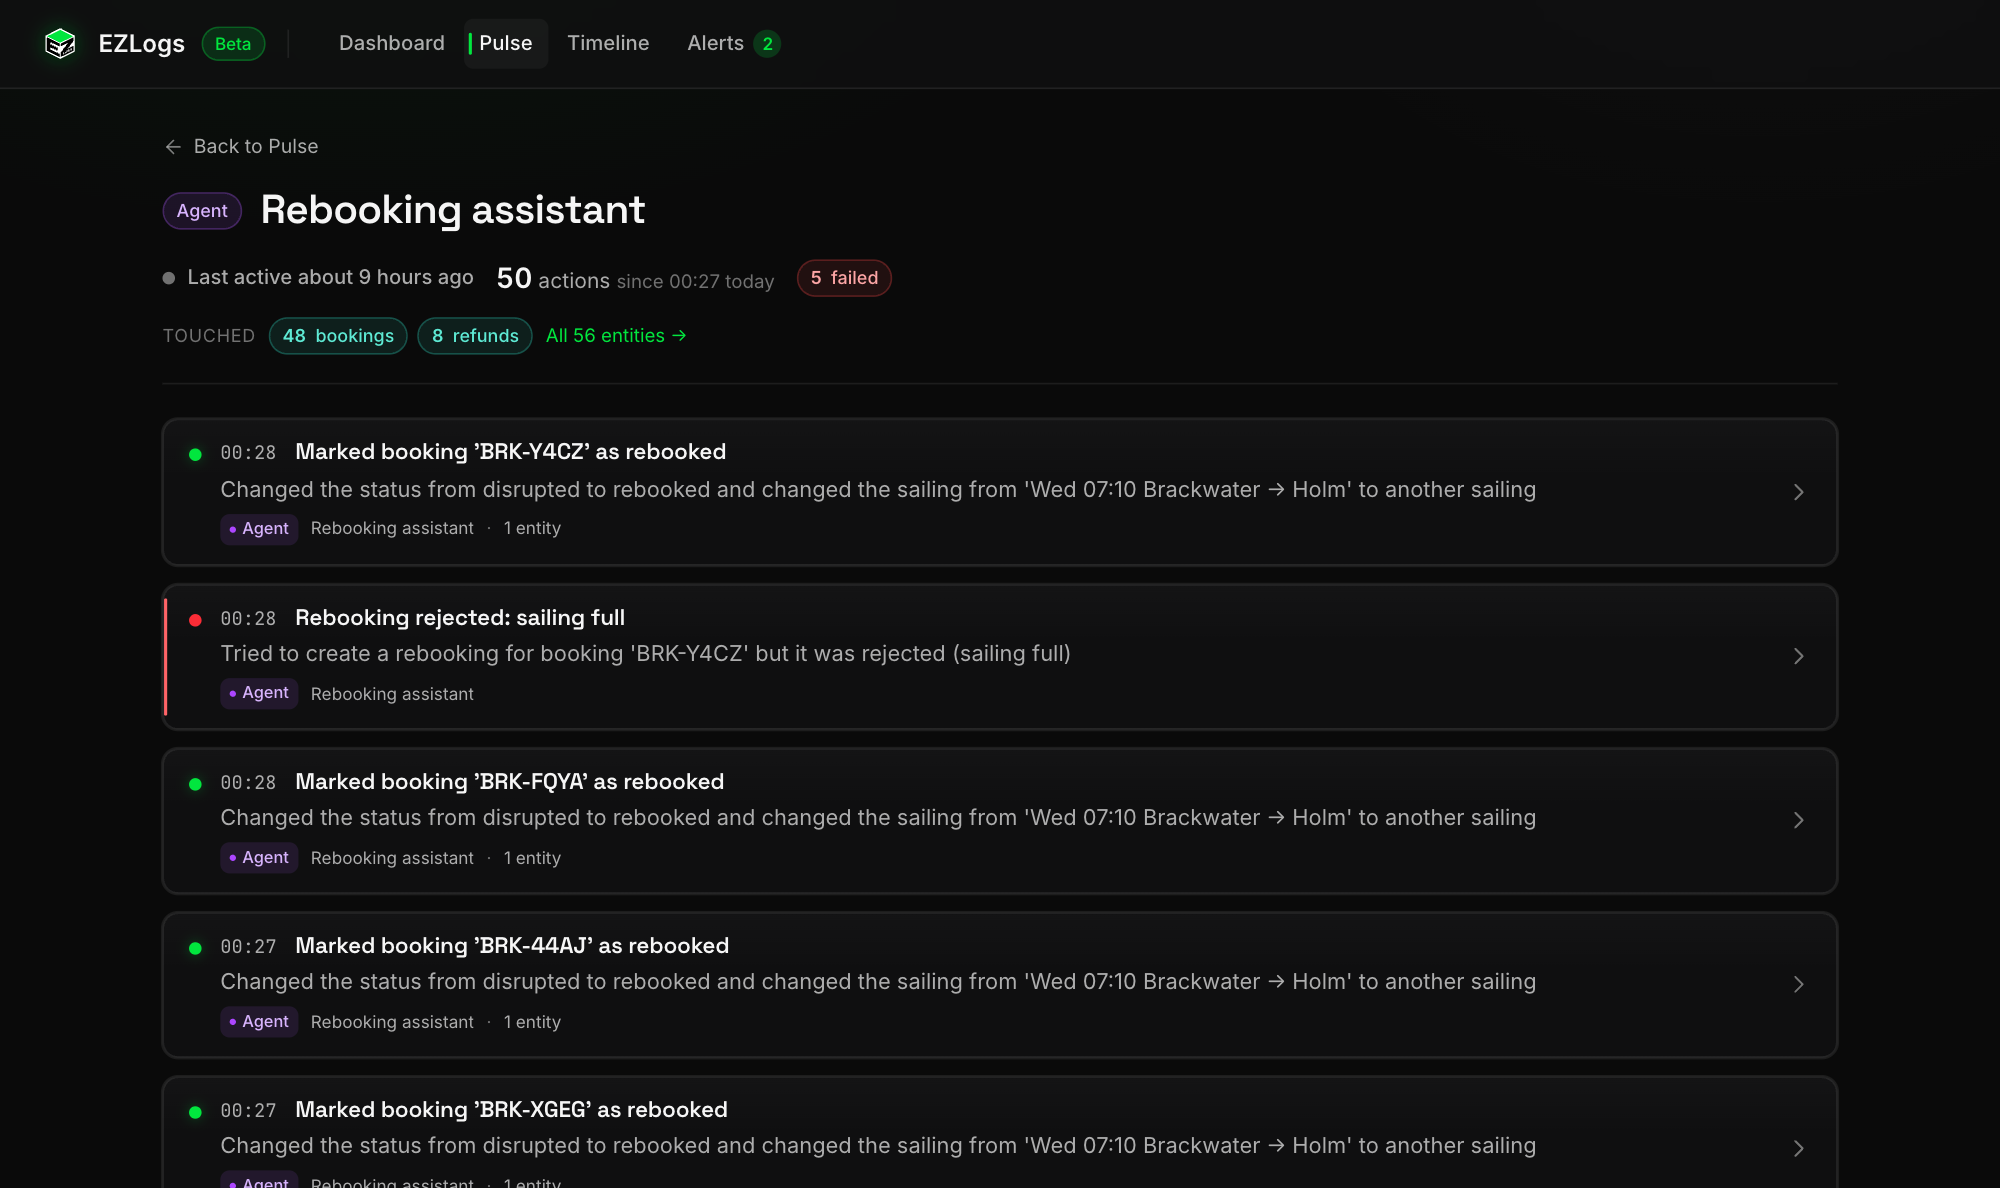 EZLogs Beta Dashboard Pulse Timeline Alerts 2
← Back to Pulse
Agent Rebooking assistant
Last active about 9 hours ago 50 actions since 00:27 today 5 failed
TOUCHED 48 bookings 8 refunds All 56 entities →
00:28 Marked booking 'BRK-Y4CZ' as rebooked
Changed the status from disrupted to rebooked and changed the sailing from 'Wed 07:10 Brackwater → Holm' to another sailing
Agent Rebooking assistant · 1 entity
00:28 Rebooking rejected: sailing full
Tried to create a rebooking for booking 'BRK-Y4CZ' but it was rejected (sailing full)
Agent Rebooking assistant
00:28 Marked booking 'BRK-FQYA' as rebooked
Changed the status from disrupted to rebooked and changed the sailing from 'Wed 07:10 Brackwater → Holm' to another sailing
Agent Rebooking assistant · 1 entity
00:27 Marked booking 'BRK-44AJ' as rebooked
Changed the status from disrupted to rebooked and changed the sailing from 'Wed 07:10 Brackwater → Holm' to another sailing
Agent Rebooking assistant · 1 entity
00:27 Marked booking 'BRK-XGEG' as rebooked
Changed the status from disrupted to rebooked and changed the sailing from 'Wed 07:10 Brackwater → Holm' to another sailing
Agent Rebooking assistant · 1 entity